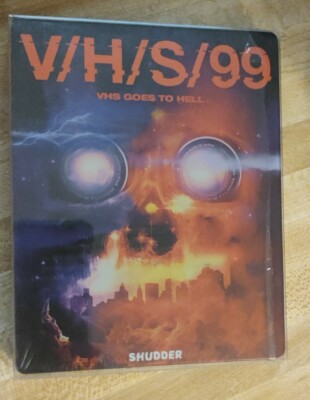 V/H/S/99
VHS GOES TO HELL.
SHUDDER